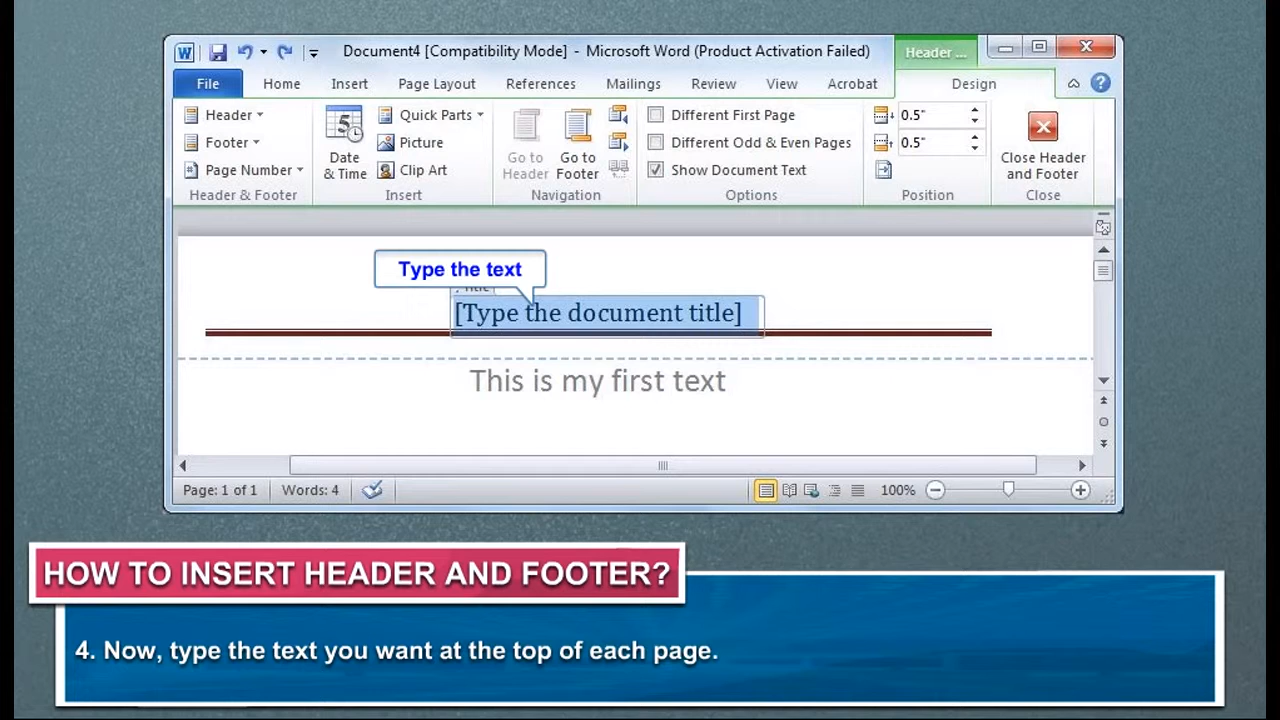 Document4 [Compatibility Mode] - Microsoft Word (Product Activation Failed)
Header ...
File Home Insert Page Layout References Mailings Review View Acrobat Design
Header
Footer
Page Number
Header & Footer
5
Date
& Time
Quick Parts
Picture
Clip Art
Insert
Go to
Header
Go to
Footer
Navigation
Different First Page
Different Odd & Even Pages
Show Document Text
Options
0.5"
0.5"
Position
Close Header
and Footer
Close
Type the text
Title
[Type the document title]
This is my first text
Page: 1 of 1 Words: 4 100%
HOW TO INSERT HEADER AND FOOTER?
4. Now, type the text you want at the top of each page.